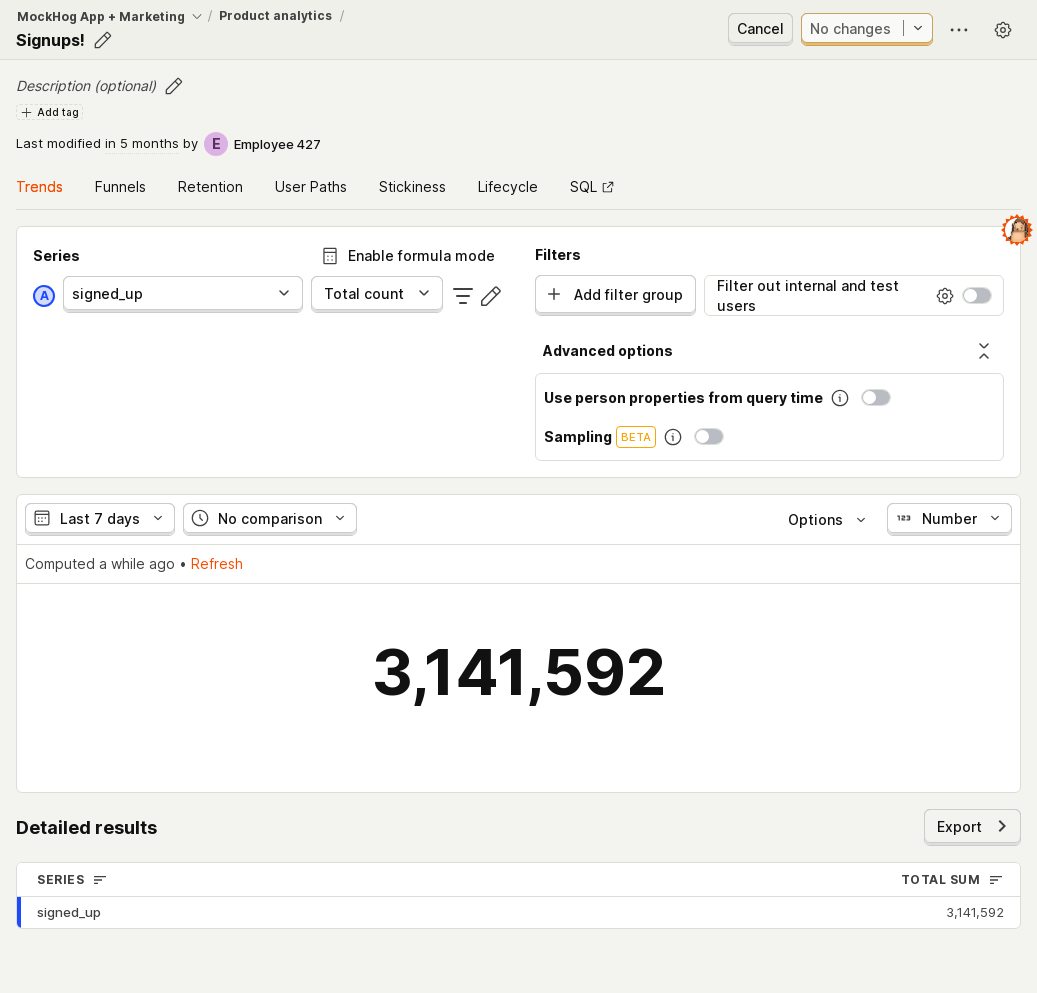 MockHog App + Marketing / Product analytics /
Signups!
Cancel
No changes
Description (optional)
Add tag
Last modified in 5 months by E Employee 427
Trends Funnels Retention User Paths Stickiness Lifecycle SQL
Series
Enable formula mode
A signed_up Total count
Filters
Add filter group
Filter out internal and test users
Advanced options
Use person properties from query time
Sampling BETA
Last 7 days No comparison Options 123 Number
Computed a while ago • Refresh
3,141,592
Detailed results
Export
SERIES TOTAL SUM
signed_up 3,141,592